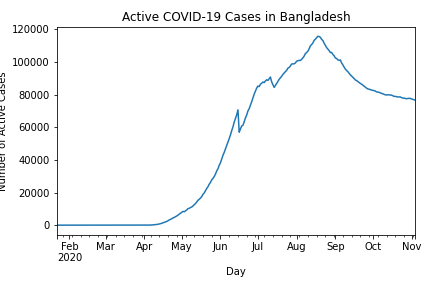 Active COVID-19 Cases in Bangladesh
Number of Active Cases
120000
100000
80000
60000
40000
20000
0
Feb Mar Apr May Jun Jul Aug Sep Oct Nov
2020
Day